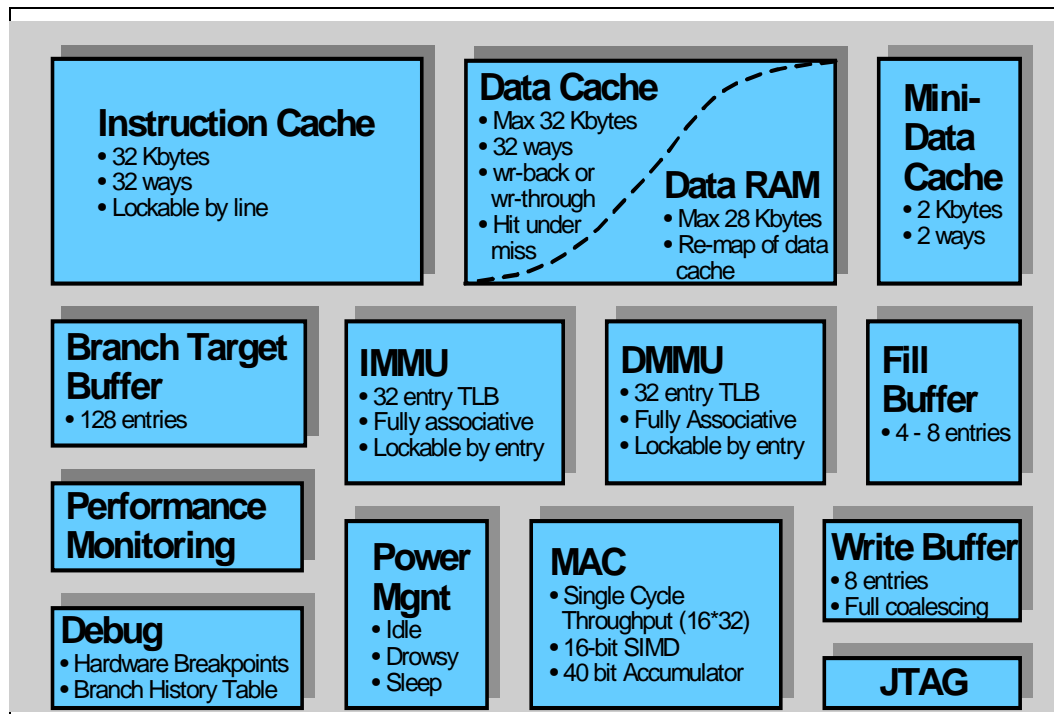 Instruction Cache
• 32 Kbytes
• 32 ways
• Lockable by line
Data Cache
• Max 32 Kbytes
• 32 ways
• wr-back or
wr-through
• Hit under
miss
Data RAM
• Max 28 Kbytes
• Re-map of data
cache
Mini-
Data
Cache
• 2 Kbytes
• 2 ways
Branch Target
Buffer
• 128 entries
IMMU
• 32 entry TLB
• Fully associative
• Lockable by entry
DMMU
• 32 entry TLB
• Fully Associative
• Lockable by entry
Fill
Buffer
• 4 - 8 entries
Performance
Monitoring
Debug
• Hardware Breakpoints
• Branch History Table
Power
Mgnt
• Idle
• Drowsy
• Sleep
MAC
• Single Cycle
Throughput (16*32)
• 16-bit SIMD
• 40 bit Accumulator
Write Buffer
• 8 entries
• Full coalescing
JTAG